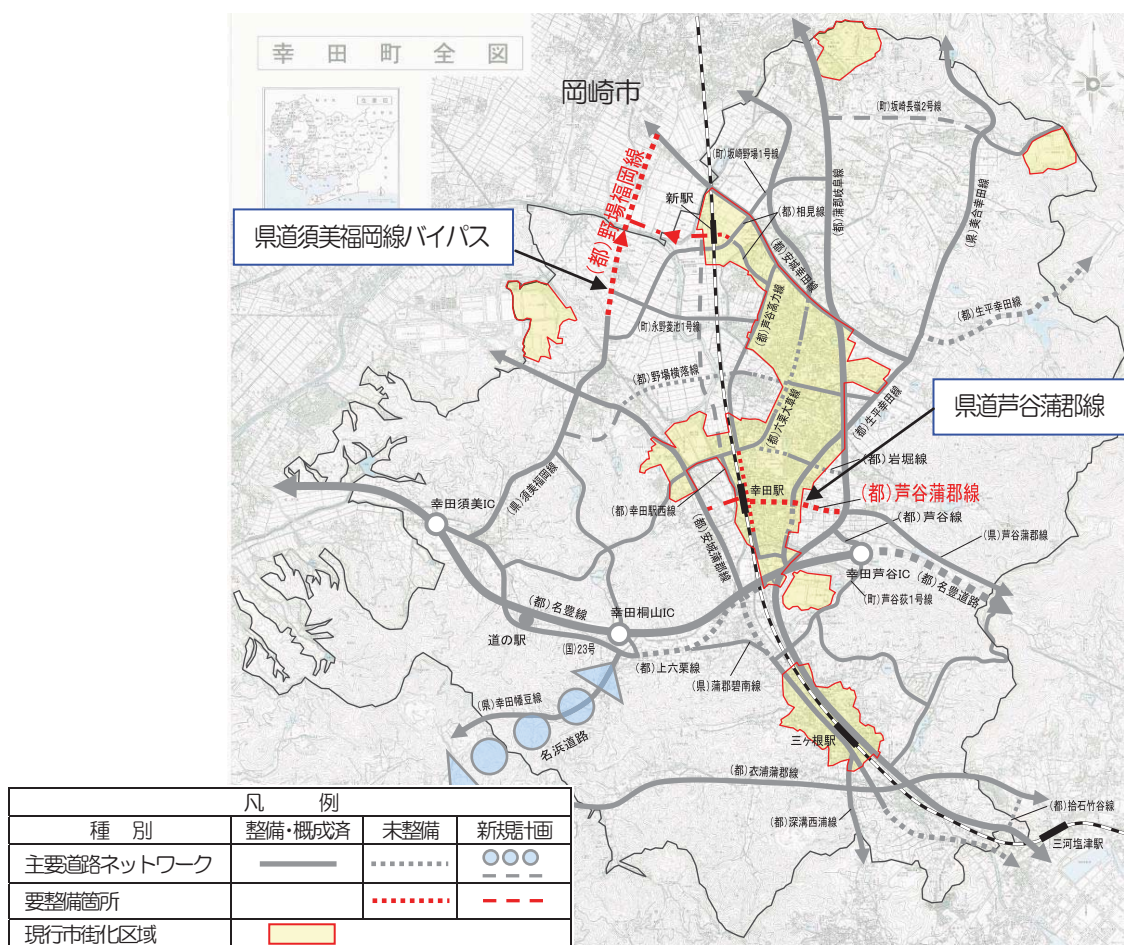 幸田町全図
岡崎市
(町)坂崎長嶺2号線
(町)坂崎野場1号線
(都)野場福岡線
新駅
(都)相見線
(都)蒲郡岐阜線
(県)美合幸田線
県道須美福岡線バイパス
(都)安城幸田線
(都)生平幸田線
(都)芦谷高力線
(町)永野菱池1号線
(都)野場横落線
県道芦谷蒲郡線
(都)六栗大草線
(都)生平幸田線
(都)岩堀線
幸田駅
(都)芦谷蒲郡線
幸田須美IC
(県)須美福岡線
(都)幸田駅西線
(都)芦谷線
(都)安城蒲郡線
(県)芦谷蒲郡線
幸田芦谷IC
(都)名豊道路
(町)芦谷荻1号線
(都)名豊線
幸田桐山IC
道の駅
(国)23号
(都)上六栗線
(県)蒲郡碧南線
(県)幸田幡豆線
名浜道路
三ヶ根駅
(都)衣浦蒲郡線
(都)拾石竹谷線
(都)深溝西浦線
三河塩津駅
凡 例
種 別 整備・概成済 未整備 新規計画
主要道路ネットワーク
要整備箇所
現行市街化区域